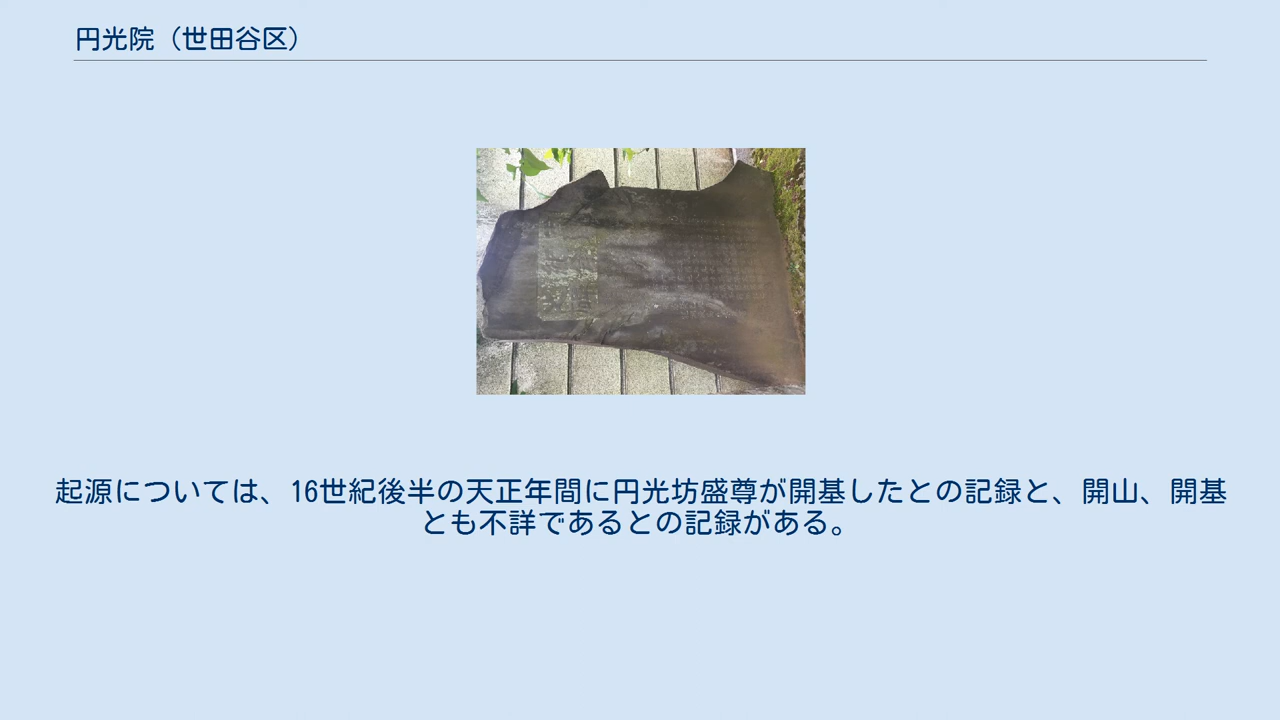 円光院（世田谷区）
起源については、16世紀後半の天正年間に円光坊盛尊が開基したとの記録と、開山、開基
とも不詳であるとの記録がある。